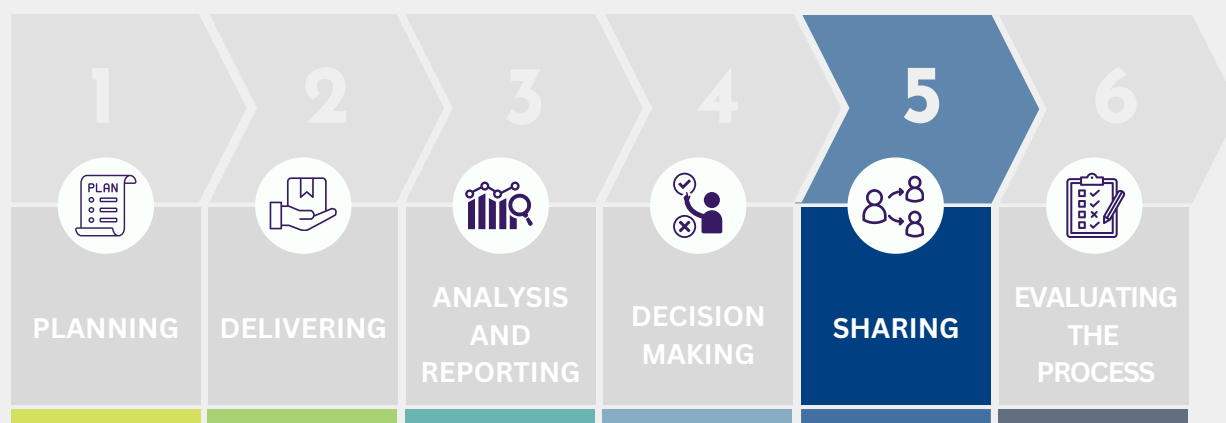 1
2
3
4
5
6
PLAN
PLANNING
DELIVERING
ANALYSIS
AND
REPORTING
DECISION
MAKING
SHARING
EVALUATING
THE
PROCESS